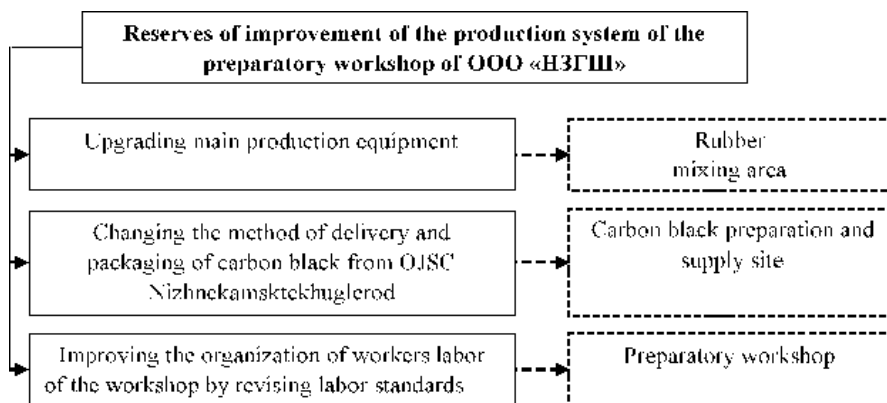 Reserves of improvement of the production system of the
preparatory workshop of ООО «НЗГШ»
Upgrading main production equipment
Rubber
mixing area
Changing the method of delivery and
packaging of carbon black from OJSC
Nizhnekamsktekhuglerod
Carbon black preparation and
supply site
Improving the organization of workers labor
of the workshop by revising labor standards
Preparatory workshop